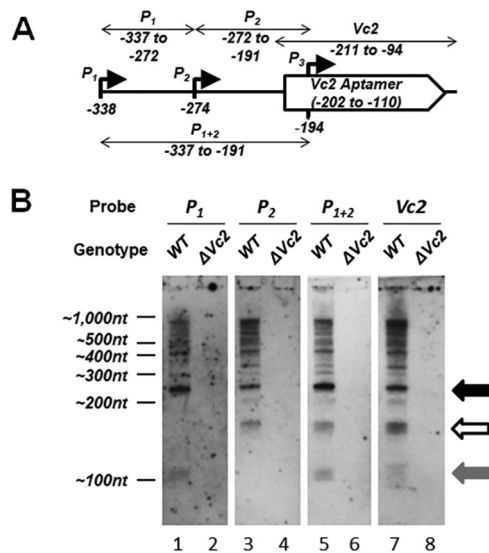 A
P1
-337 to
-272
P2
-272 to
-191
Vc2
-211 to -94
P1
P2
P3
Vc2 Aptamer
(-202 to -110)
-338
-274
-194
P1+2
-337 to -191
B
Probe P1 P2 P1+2 Vc2
Genotype WT ΔVc2 WT ΔVc2 WT ΔVc2 WT ΔVc2
~1,000nt
~500nt
~400nt
~300nt
~200nt
~100nt
1 2 3 4 5 6 7 8